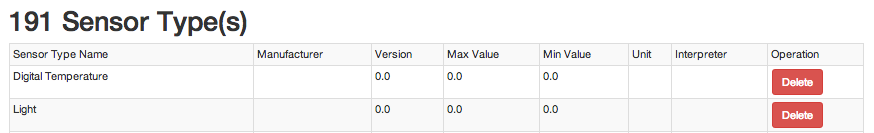 191 Sensor Type(s)
Sensor Type Name Manufacturer Version Max Value Min Value Unit Interpreter Operation
Digital Temperature 0.0 0.0 0.0 Delete
Light 0.0 0.0 0.0 Delete